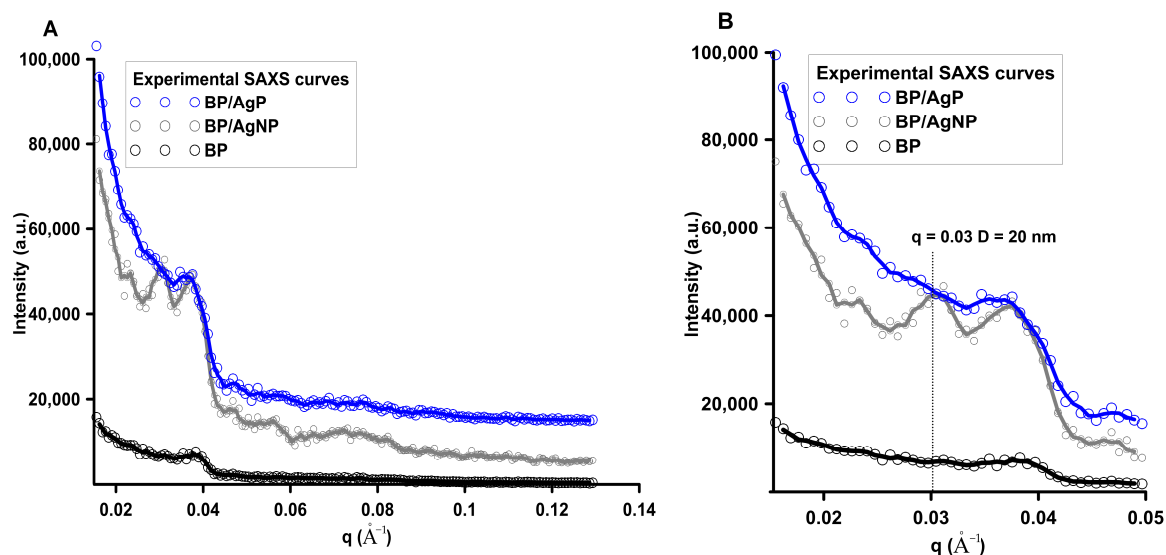 A
Intensity (a.u.)
100,000
80,000
60,000
40,000
20,000
Experimental SAXS curves
BP/AgP
BP/AgNP
BP
0.02 0.04 0.06 0.08 0.1 0.12 0.14
q (Å⁻¹)
B
Intensity (a.u.)
100,000
80,000
60,000
40,000
20,000
Experimental SAXS curves
BP/AgP
BP/AgNP
BP
q = 0.03 D = 20 nm
0.02 0.03 0.04 0.05
q (Å⁻¹)